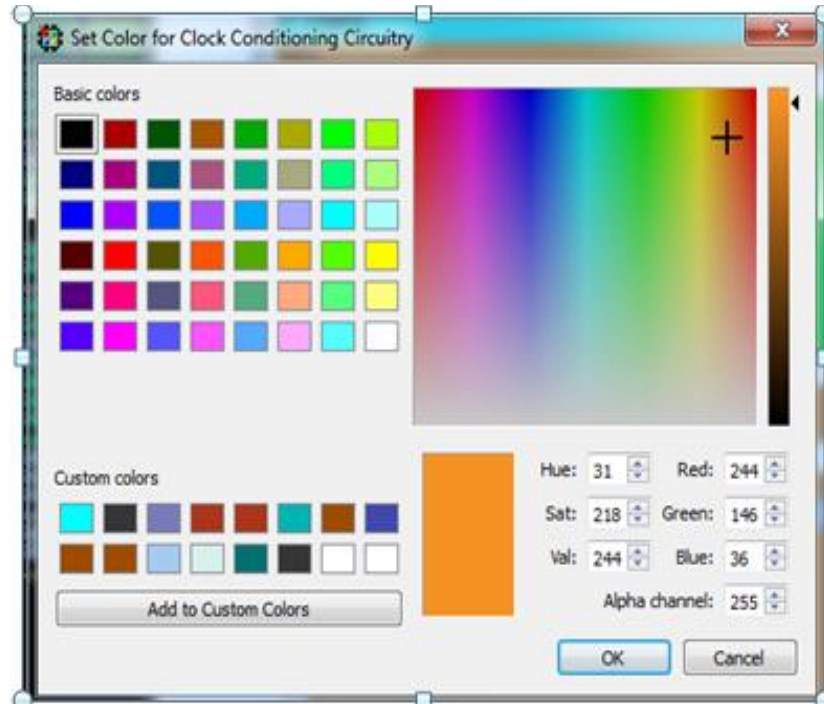 Set Color for Clock Conditioning Circuitry
x
Basic colors
Custom colors
Add to Custom Colors
Hue: 31 Red: 244
Sat: 218 Green: 146
Val: 244 Blue: 36
Alpha channel: 255
OK Cancel